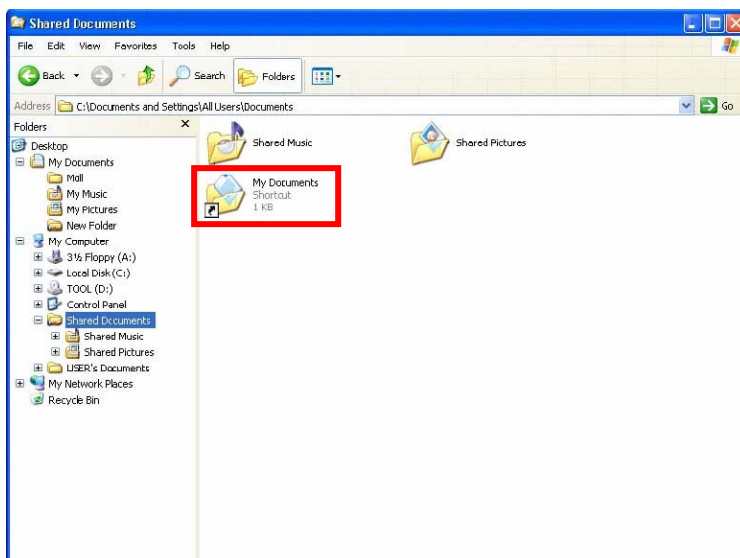 Shared Documents
File Edit View Favorites Tools Help
Back Search Folders
Address C:\Documents and Settings\All Users\Documents Go
Folders
Desktop
My Documents
Mall
My Music
My Pictures
New Folder
My Computer
3½ Floppy (A:)
Local Disk (C:)
TOOL (D:)
Control Panel
Shared Documents
Shared Music
Shared Pictures
USER's Documents
My Network Places
Recycle Bin
Shared Music
Shared Pictures
My Documents
Shortcut
1 KB